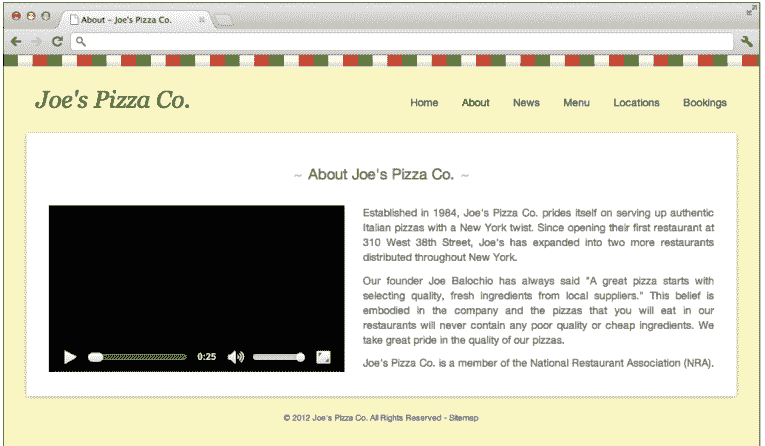 About - Joe's Pizza Co.
Joe's Pizza Co.
Home About News Menu Locations Bookings
~ About Joe's Pizza Co. ~
Established in 1984, Joe's Pizza Co. prides itself on serving up authentic
Italian pizzas with a New York twist. Since opening their first restaurant at
310 West 38th Street, Joe's has expanded into two more restaurants
distributed throughout New York.
Our founder Joe Balochio has always said "A great pizza starts with
selecting quality, fresh ingredients from local suppliers." This belief is
embodied in the company and the pizzas that you will eat in our
restaurants will never contain any poor quality or cheap ingredients. We
take great pride in the quality of our pizzas.
Joe's Pizza Co. is a member of the National Restaurant Association (NRA).
0:25
© 2012 Joe's Pizza Co. All Rights Reserved - Sitemap